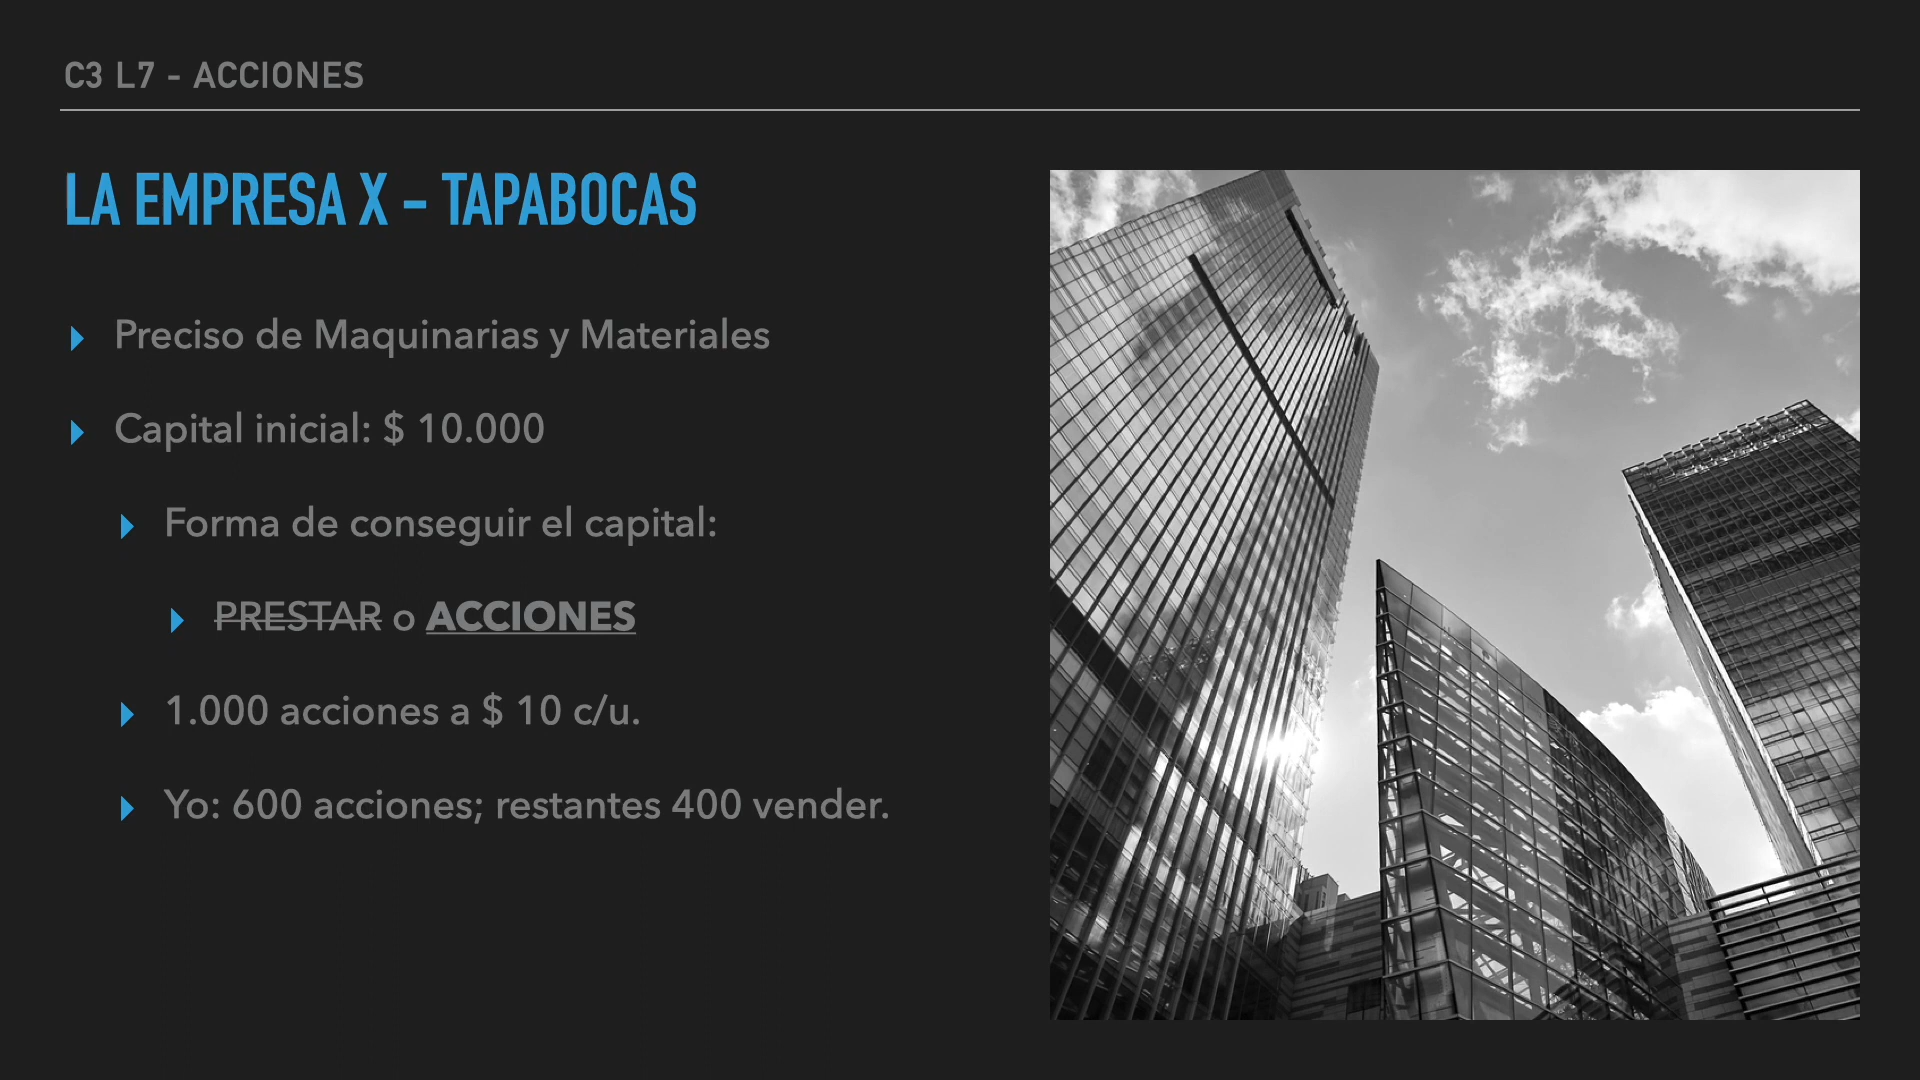 C3 L7 - ACCIONES
LA EMPRESA X - TAPABOCAS
Preciso de Maquinarias y Materiales
Capital inicial: $ 10.000
Forma de conseguir el capital:
PRESTAR o ACCIONES
1.000 acciones a $ 10 c/u.
Yo: 600 acciones; restantes 400 vender.